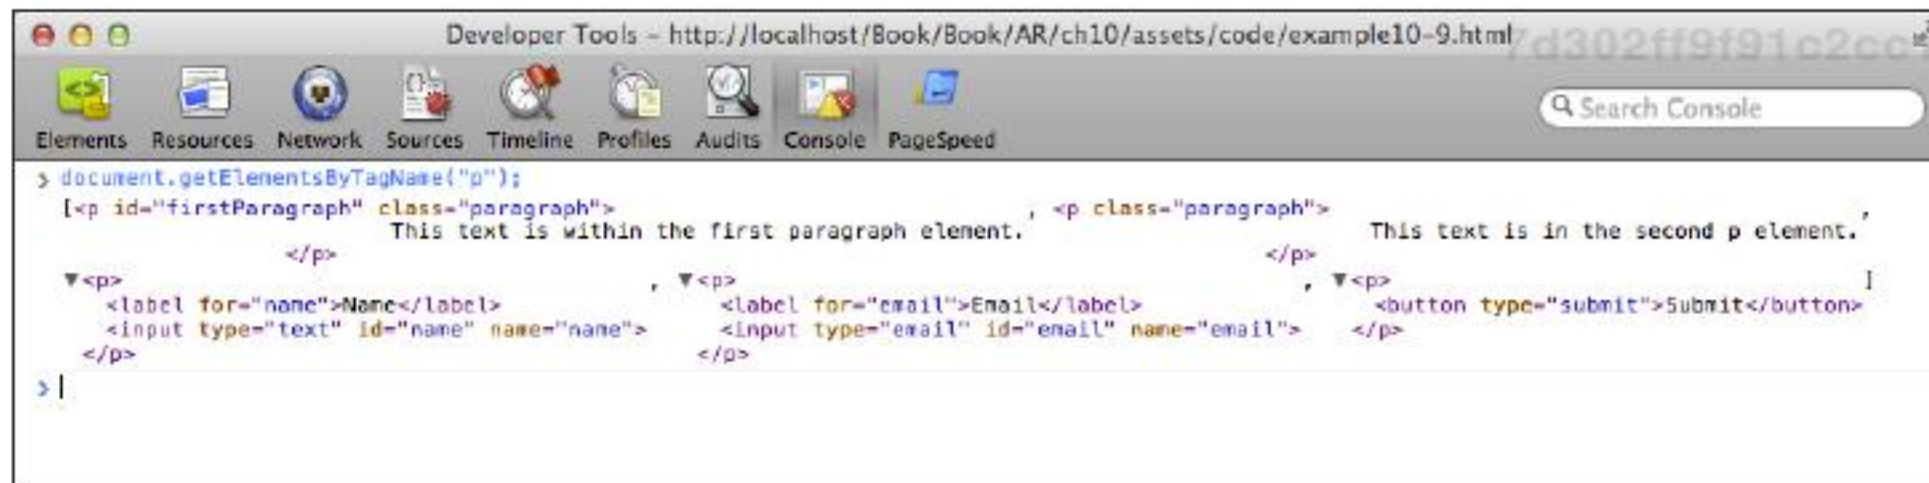 Developer Tools - http://localhost/Book/Book/AR/ch10/assets/code/example10-9.html
7d302ff9f91c2cc
Elements Resources Network Sources Timeline Profiles Audits Console PageSpeed
Search Console
> document.getElementsByTagName("p");
[<p id="firstParagraph" class="paragraph"> , <p class="paragraph"> ,
This text is within the first paragraph element. This text is in the second p element.
</p> </p>
▼<p> , ▼<p> , ▼<p> ]
<label for="name">Name</label> <label for="email">Email</label> <button type="submit">Submit</button>
<input type="text" id="name" name="name"> <input type="email" id="email" name="email"> </p>
</p> </p>
>